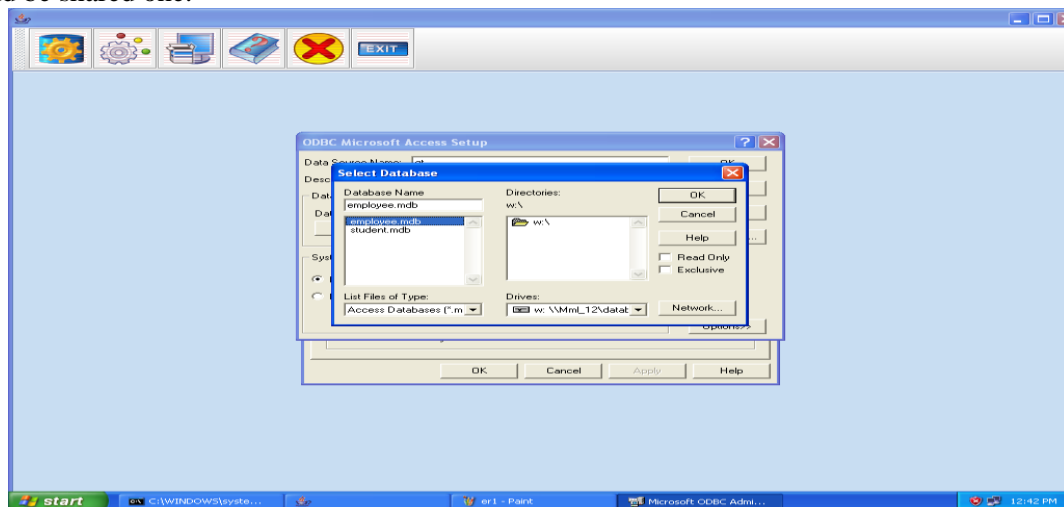 be shared one.
EXIT
ODBC Microsoft Access Setup
Data Source Name:
OK
Select Database
Database Name
employee.mdb
employee.mdb
student.mdb
List Files of Type:
Access Databases (*.m
Directories:
w:\
w:\
Drives:
w: \\Mml_12\datab
OK
Cancel
Help
Read Only
Exclusive
Network...
Options>>
OK
Cancel
Apply
Help
start
C:\WINDOWS\syste...
er1 - Paint
Microsoft ODBC Admi...
12:42 PM